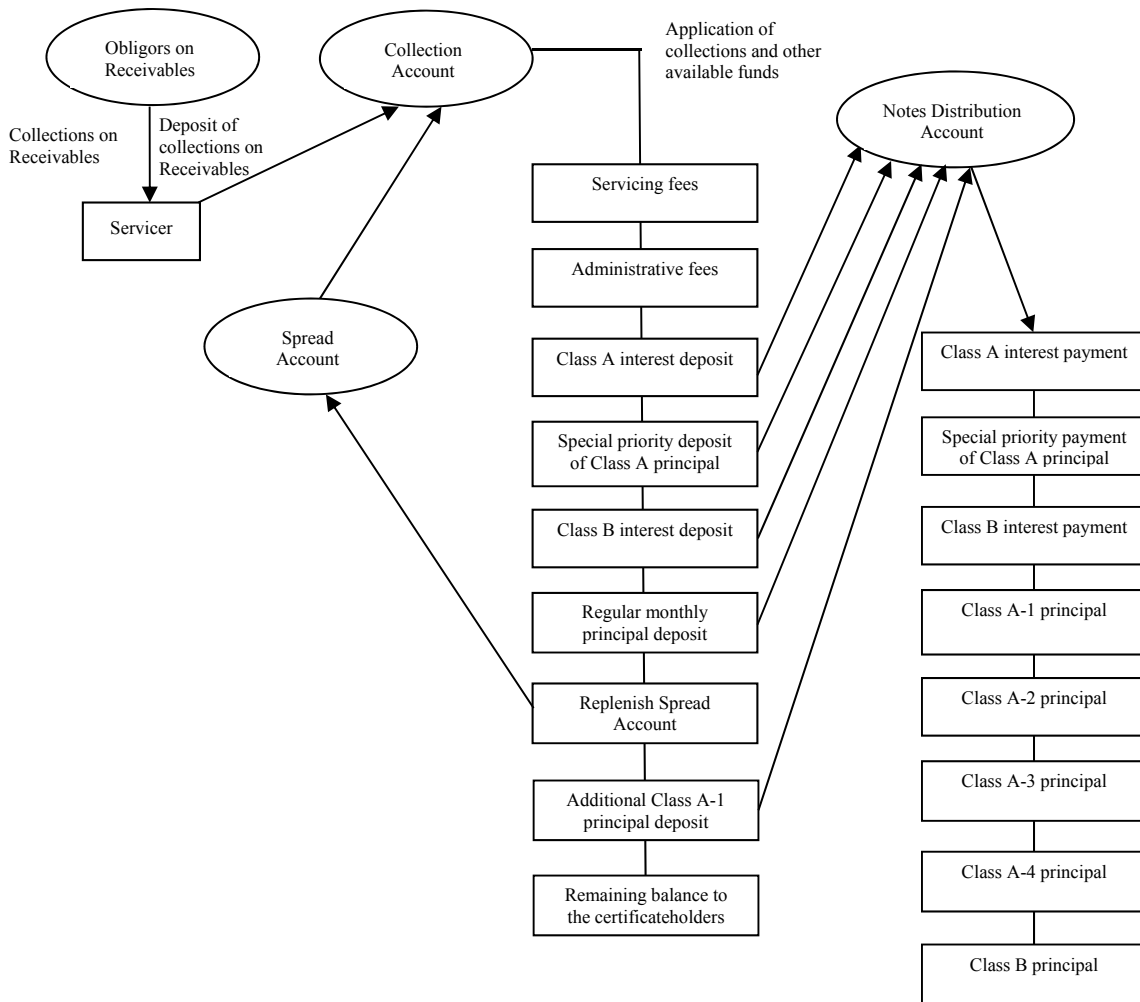 Obligors on
Receivables
Collections on
Receivables
Deposit of
collections on
Receivables
Servicer
Collection
Account
Application of
collections and other
available funds
Spread
Account
Servicing fees
Administrative fees
Class A interest deposit
Special priority deposit
of Class A principal
Class B interest deposit
Regular monthly
principal deposit
Replenish Spread
Account
Additional Class A-1
principal deposit
Remaining balance to
the certificateholders
Notes Distribution
Account
Class A interest payment
Special priority payment
of Class A principal
Class B interest payment
Class A-1 principal
Class A-2 principal
Class A-3 principal
Class A-4 principal
Class B principal